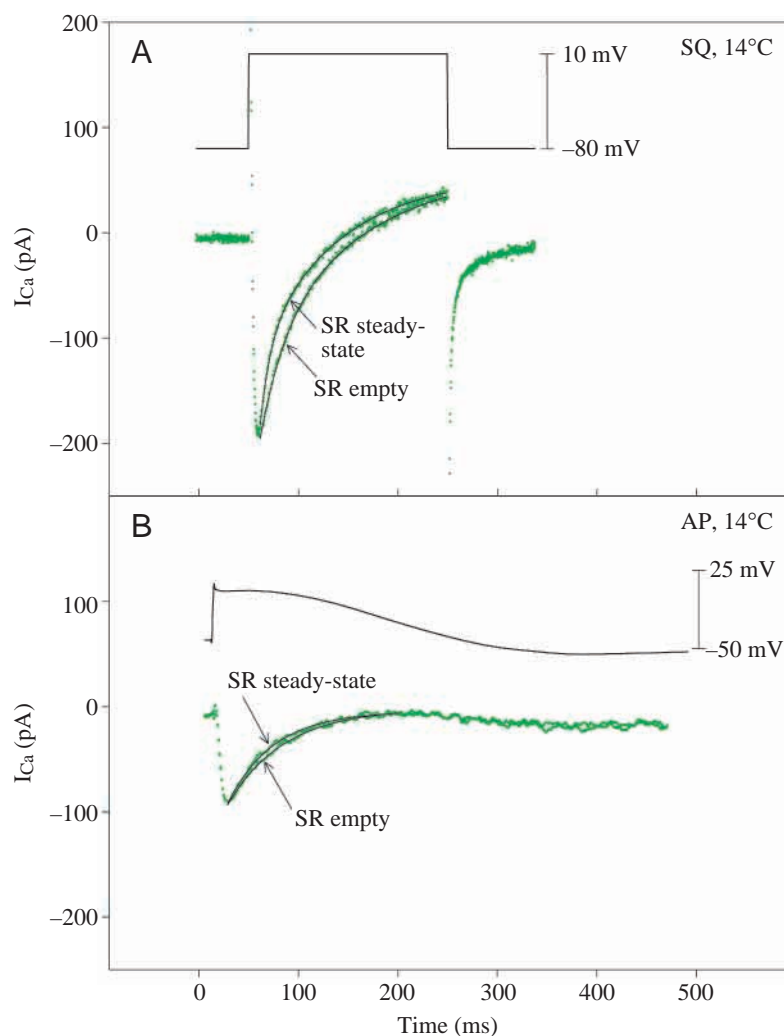 200
A
SQ, 14°C
10 mV
100
–80 mV
0
ICa (pA)
SR steady-
state
–100
SR empty
–200
B
AP, 14°C
25 mV
100
–50 mV
SR steady-state
0
ICa (pA)
SR empty
–100
–200
0 100 200 300 400 500
Time (ms)